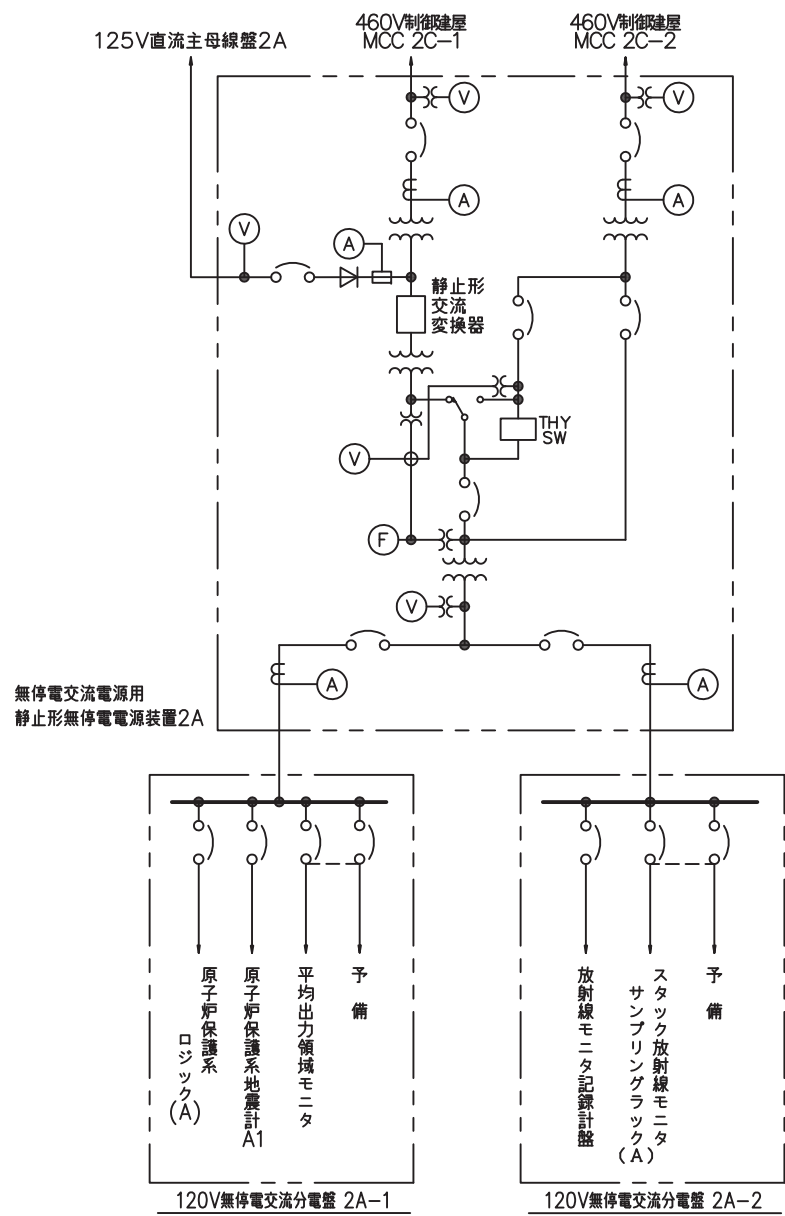 125V直流主母線盤2A
460V制御建屋
MCC 2C-1
460V制御建屋
MCC 2C-2
V
V
A
A
V
A
静止形
交流
変換器
THY
SW
V
F
V
A
A
無停電交流電源用
静止形無停電電源装置2A
原子炉保護系
ロジック(A)
原子炉保護系地震計A1
平均出力領域モニタ
予備
放射線モニタ記録計盤
スタック放射線モニタ
サンプリングラック(A)
予備
120V無停電交流分電盤 2A-1
120V無停電交流分電盤 2A-2